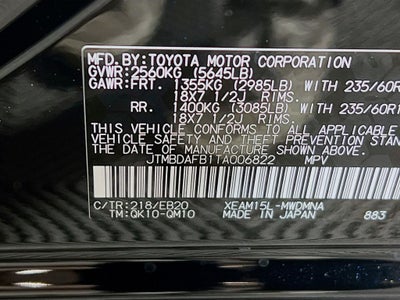 MFD.BY:TOYOTA MOTOR CORPORATION
GVWR:2560KG (5645LB)
GAWR:FRT. 1355KG (2985LB) WITH 235/60R
18X7 1/2J RIMS.
RR. 1400KG (3085LB) WITH 235/60R1
18X7 1/2J RIMS.
THIS VEHICLE CONFORMS TO ALL APPLICABLE
VEHICLE SAFETY AND THEFT PREVENTION STAN
DATE OF MANUFACTURE SHOWN
JTMBDAFB1TA006822 MPV
C/TR:218/EB20 XEAM15L-MWDMNA
TM:QK10-QM10 MADE IN JAPAN 883